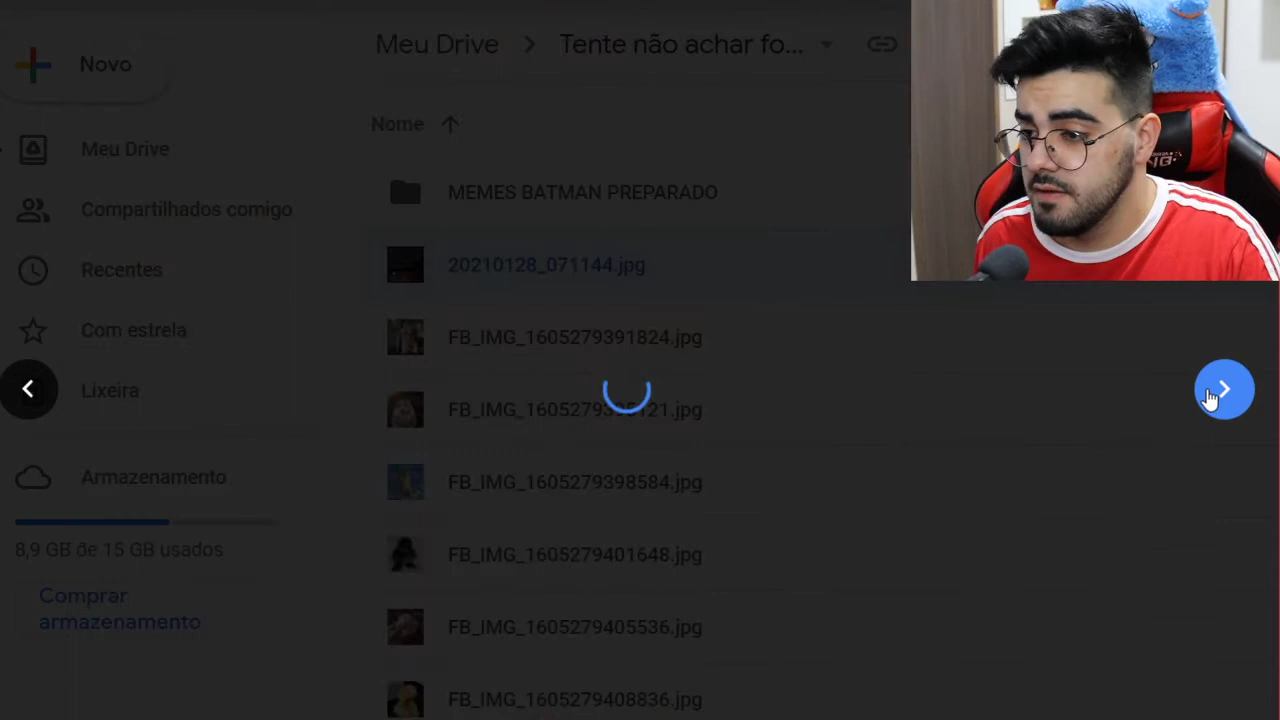 Novo
Meu Drive
Tente não achar fo...
Nome
Meu Drive
Compartilhados comigo
Recentes
Com estrela
Lixeira
Armazenamento
8,9 GB de 15 GB usados
Comprar
armazenamento
MEMES BATMAN PREPARADO
20210128_071144.jpg
FB_IMG_1605279391824.jpg
FB_IMG_1605279398584.jpg
FB_IMG_1605279401648.jpg
FB_IMG_1605279405536.jpg
FB_IMG_1605279408836.jpg